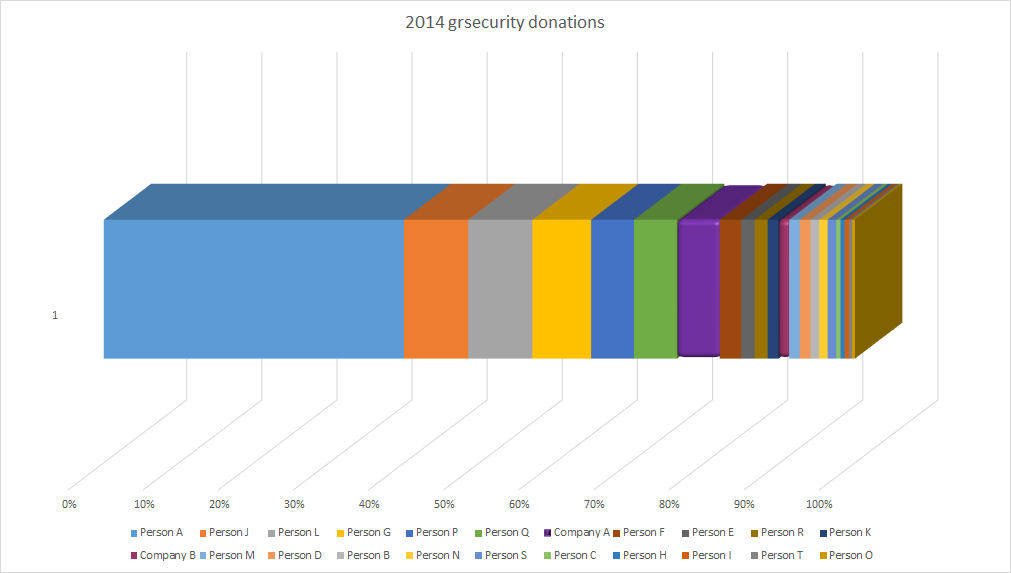 2014 grsecurity donations
1
0% 10% 20% 30% 40% 50% 60% 70% 80% 90% 100%
Person A Person J Person L Person G Person P Person Q Company A Person F Person E Person R Person K
Company B Person M Person D Person B Person N Person S Person C Person H Person I Person T Person O